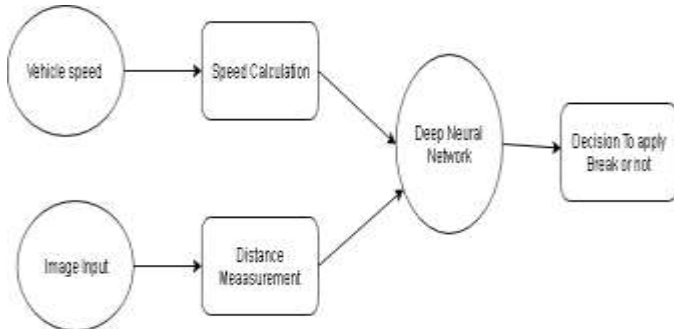 Vehicle speed
Speed Calculation
Deep Neural
Network
Decision To apply
Break or not
Image Input
Distance
Meaasurement